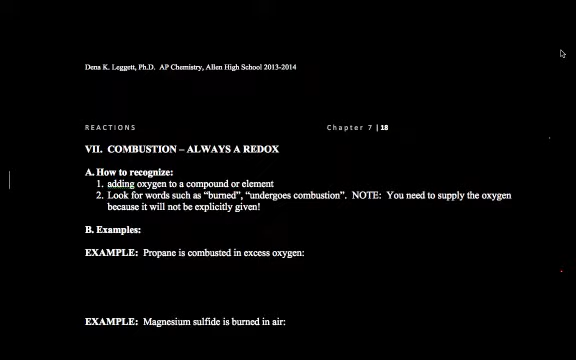 Dena K. Leggett, Ph.D. AP Chemistry, Allen High School 2013-2014
REACTIONS Chapter 7 | 18
VII. COMBUSTION – ALWAYS A REDOX
A. How to recognize:
1. adding oxygen to a compound or element
2. Look for words such as “burned”, “undergoes combustion”. NOTE: You need to supply the oxygen
because it will not be explicitly given!
B. Examples:
EXAMPLE: Propane is combusted in excess oxygen:
EXAMPLE: Magnesium sulfide is burned in air: